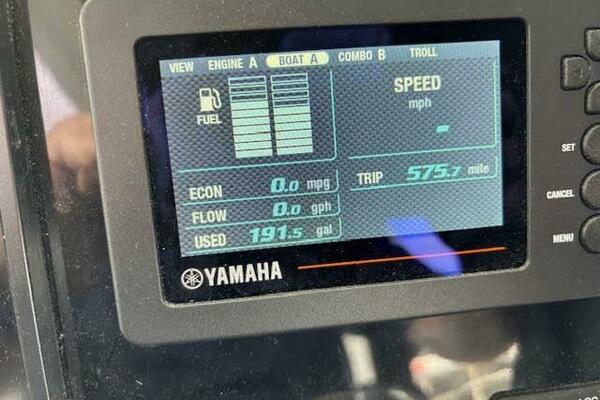 VIEW ENGINE A BOAT A COMBO B TROLL
FUEL
SPEED
mph
-
ECON 0.0 mpg
TRIP 575.7 mile
FLOW 0.0 gph
USED 191.5 gal
YAMAHA
SET
CANCEL
MENU